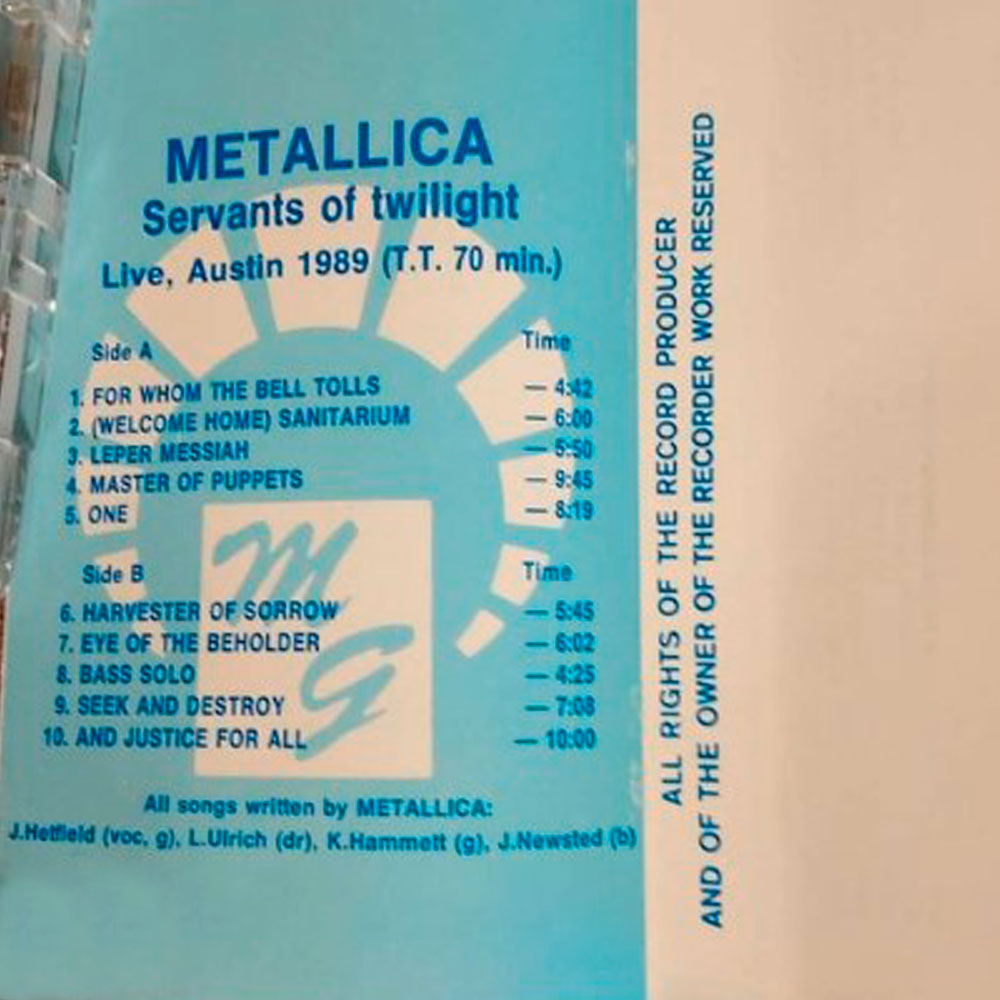 METALLICA
Servants of twilight
Live, Austin 1989 (T.T. 70 min.)
Side A Time
1. FOR WHOM THE BELL TOLLS — 4:42
2. (WELCOME HOME) SANITARIUM — 6:00
3. LEPER MESSIAH — 5:50
4. MASTER OF PUPPETS — 9:45
5. ONE — 8:19
Side B Time
6. HARVESTER OF SORROW — 5:45
7. EYE OF THE BEHOLDER — 6:02
8. BASS SOLO — 4:25
9. SEEK AND DESTROY — 7:08
10. AND JUSTICE FOR ALL — 10:00
M
G
All songs written by METALLICA:
J.Hetfield (voc, g), L.Ulrich (dr), K.Hammett (g), J.Newsted (b)
ALL RIGHTS OF THE RECORD PRODUCER
AND OF THE OWNER OF THE RECORDER WORK RESERVED